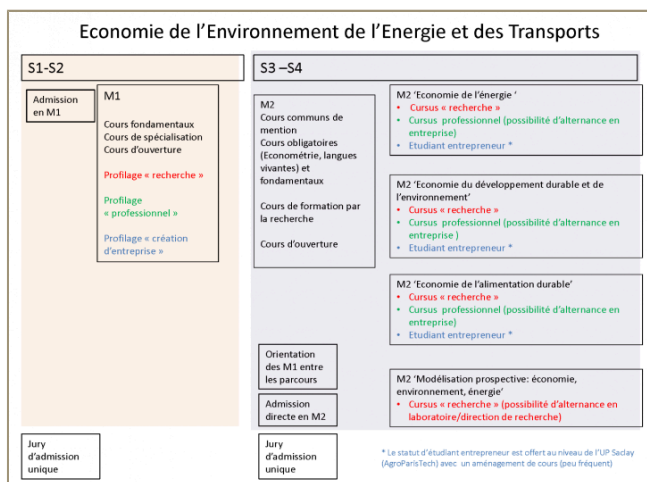 Economie de l'Environnement de l'Energie et des Transports
S1-S2
Admission
en M1
M1
Cours fondamentaux
Cours de spécialisation
Cours d'ouverture
Profilage « recherche »
Profilage
« professionnel »
Profilage « création
d'entreprise »
Jury
d'admission
unique
S3 –S4
M2
Cours communs de
mention
Cours obligatoires
(Econométrie, langues
vivantes) et
fondamentaux
Cours de formation par
la recherche
Cours d'ouverture
Orientation
des M1 entre
les parcours
Admission
directe en M2
Jury
d'admission
unique
M2 'Economie de l'énergie '
• Cursus « recherche »
• Cursus professionnel (possibilité d'alternance en
entreprise)
• Etudiant entrepreneur *
M2 'Economie du développement durable et de
l'environnement'
• Cursus « recherche »
• Cursus professionnel (possibilité d'alternance en
entreprise )
• Etudiant entrepreneur *
M2 'Economie de l'alimentation durable'
• Cursus « recherche »
• Cursus professionnel (possibilité d'alternance en
entreprise)
• Etudiant entrepreneur *
M2 'Modélisation prospective: économie,
environnement, énergie'
• Cursus « recherche » (possibilité d'alternance en
laboratoire/direction de recherche)
* Le statut d'étudiant entrepreneur est offert au niveau de l'UP Saclay
(AgroParisTech) avec un aménagement de cours (peu fréquent)